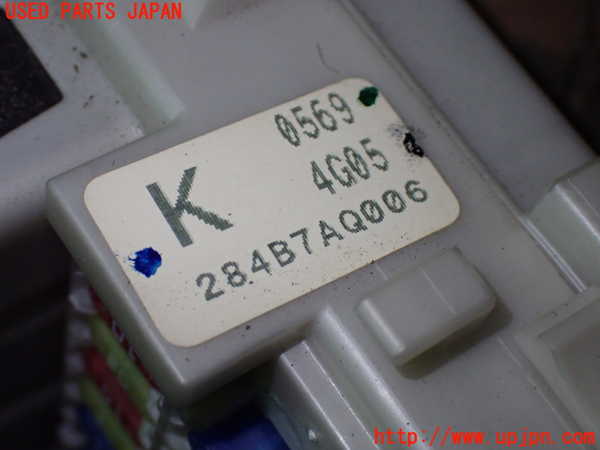 USED PARTS JAPAN
0569
K
4G05
284B7AQ006
http://www.upjpn.com